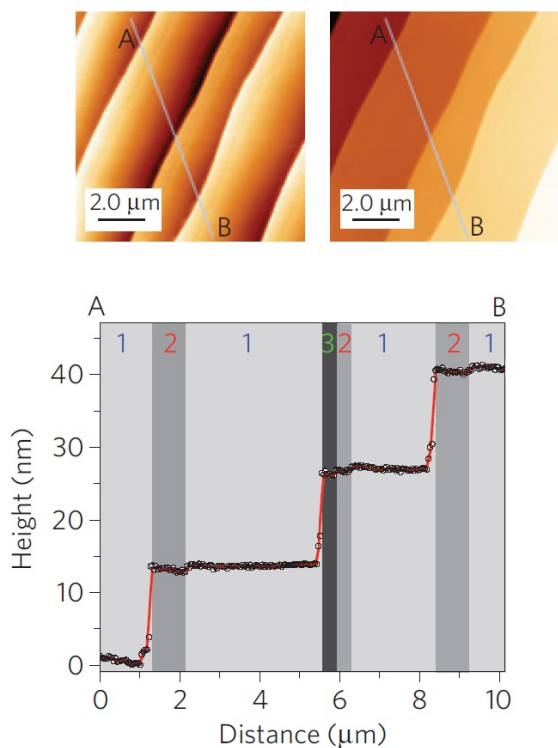 A
B
2.0 μm
A
B
2.0 μm
A B
1 2 1 3 2 1 2 1
40
30
20
10
0
Height (nm)
0 2 4 6 8 10
Distance (μm)